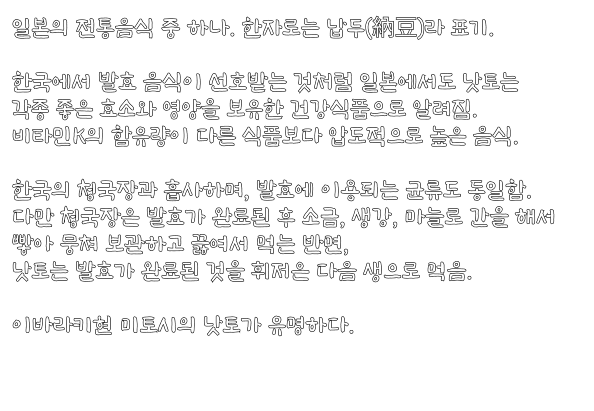 일본의 전통음식 중 하나. 한자로는 납두(納豆)라 표기.
한국에서 발효 음식이 선호받는 것처럼 일본에서도 낫토는
각종 좋은 효소와 영양을 보유한 건강식품으로 알려짐.
비타민K의 함유량이 다른 식품보다 압도적으로 높은 음식.
한국의 청국장과 흡사하며, 발효에 이용되는 균류도 동일함.
다만 청국장은 발효가 완료된 후 소금, 생강, 마늘로 간을 해서
빻아 뭉쳐 보관하고 끓여서 먹는 반면,
낫토는 발효가 완료된 것을 휘저은 다음 생으로 먹음.
이바라키현 미토시의 낫토가 유명하다.